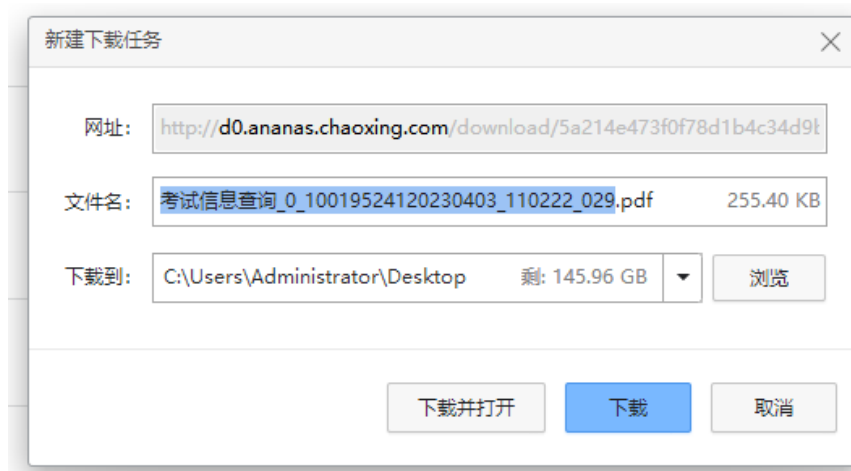 新建下载任务
网址: http://d0.ananas.chaoxing.com/download/5a214e473f0f78d1b4c34d9b
文件名: 考试信息查询_0_10019524120230403_110222_029.pdf 255.40 KB
下载到: C:\Users\Administrator\Desktop 剩: 145.96 GB 浏览
下载并打开 下载 取消